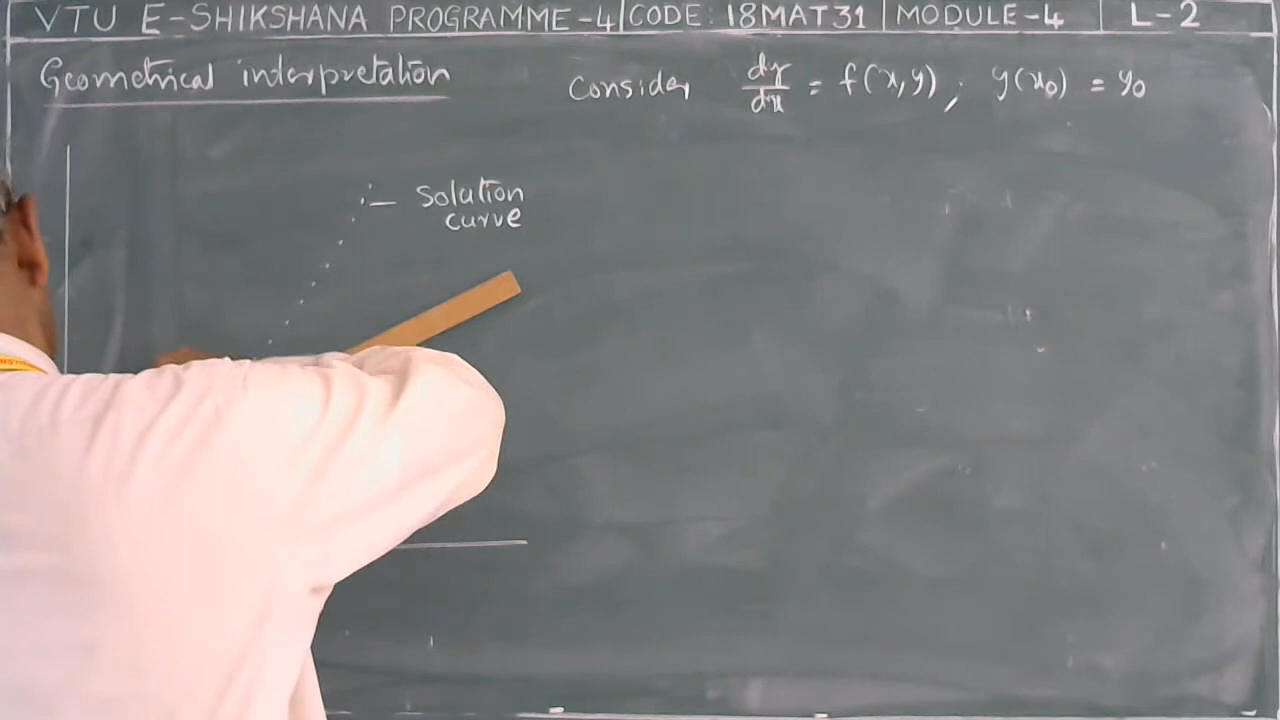 VTU E-SHIKSHANA PROGRAMME-4 | CODE: 18MAT31 | MODULE-4 | L-2
Geometrical interpretation
Consider dy/dx = f(x,y); y(x₀) = y₀
Solution
curve